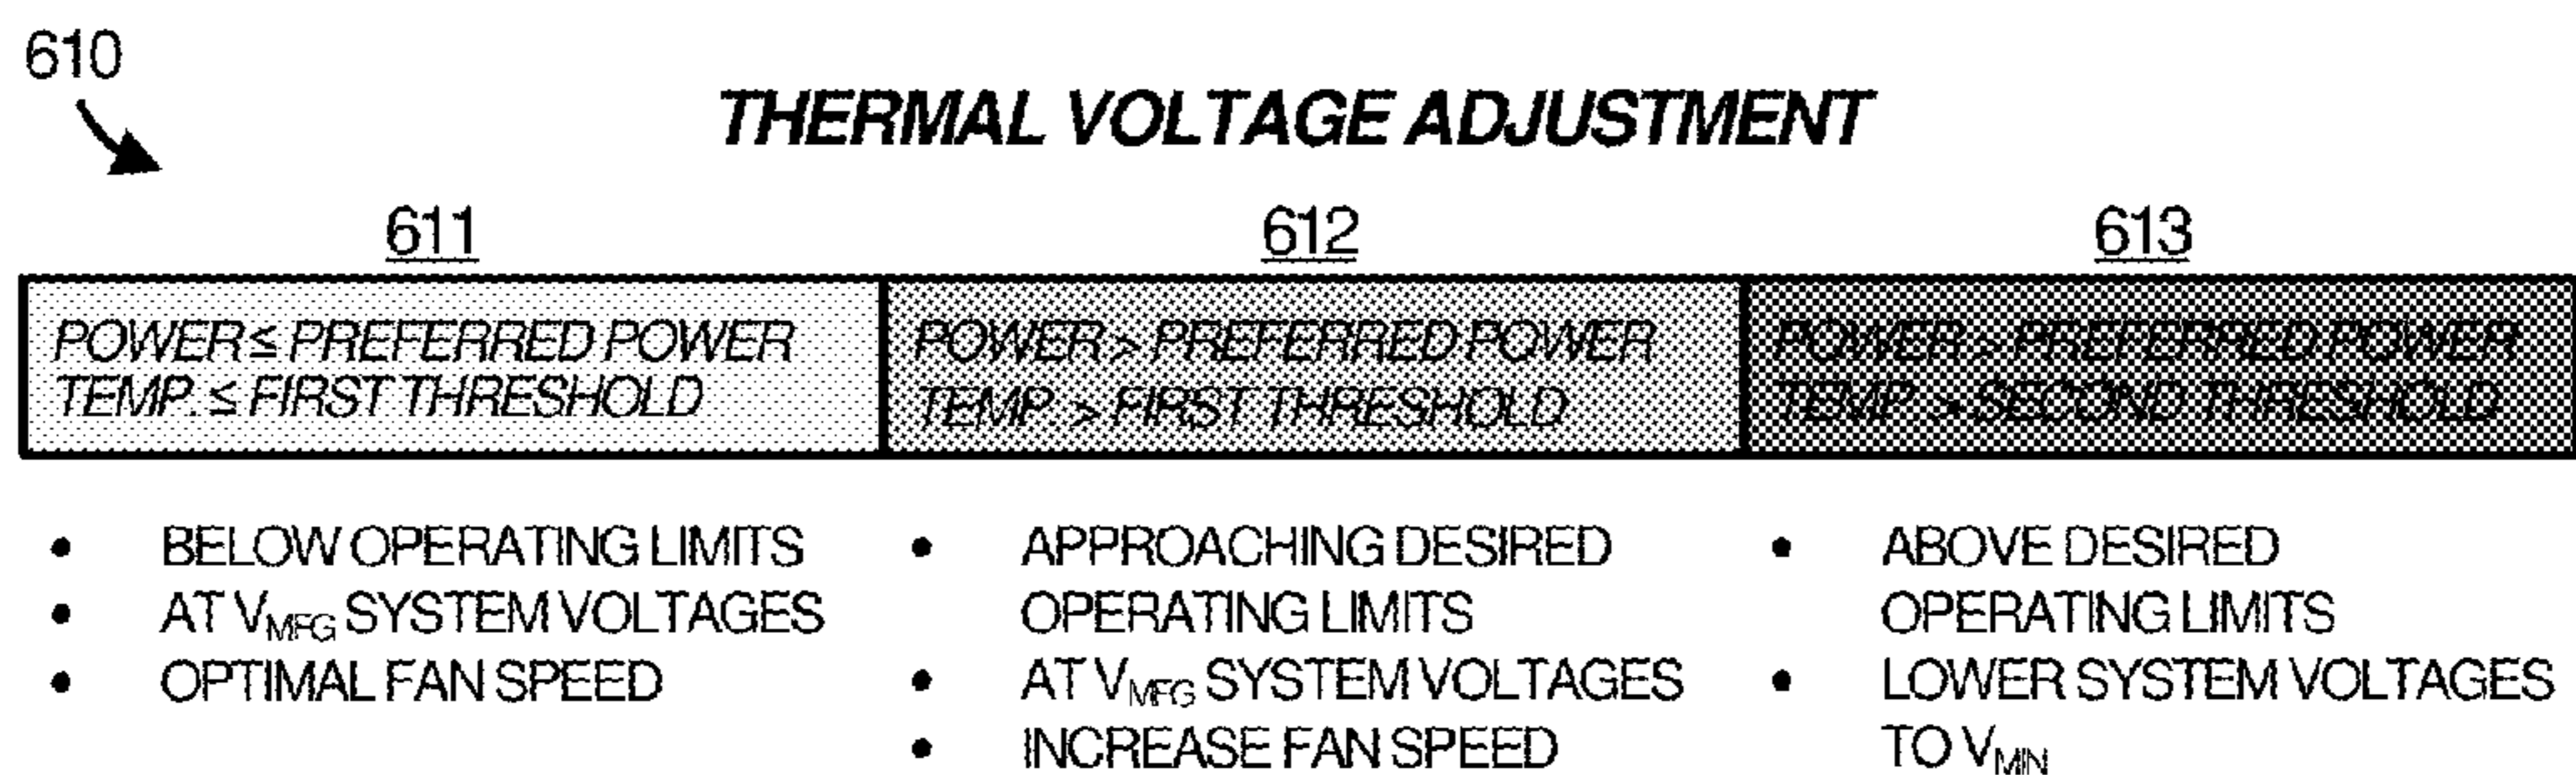 610
THERMAL VOLTAGE ADJUSTMENT
611
612
613
POWER ≤ PREFERRED POWER
TEMP. ≤ FIRST THRESHOLD
POWER > PREFERRED POWER
TEMP. > FIRST THRESHOLD
POWER > PREFERRED POWER
TEMP. > SECOND THRESHOLD
• BELOW OPERATING LIMITS
• AT VMFG SYSTEM VOLTAGES
• OPTIMAL FAN SPEED
• APPROACHING DESIRED
OPERATING LIMITS
• AT VMFG SYSTEM VOLTAGES
• INCREASE FAN SPEED
• ABOVE DESIRED
OPERATING LIMITS
• LOWER SYSTEM VOLTAGES
TO VMIN